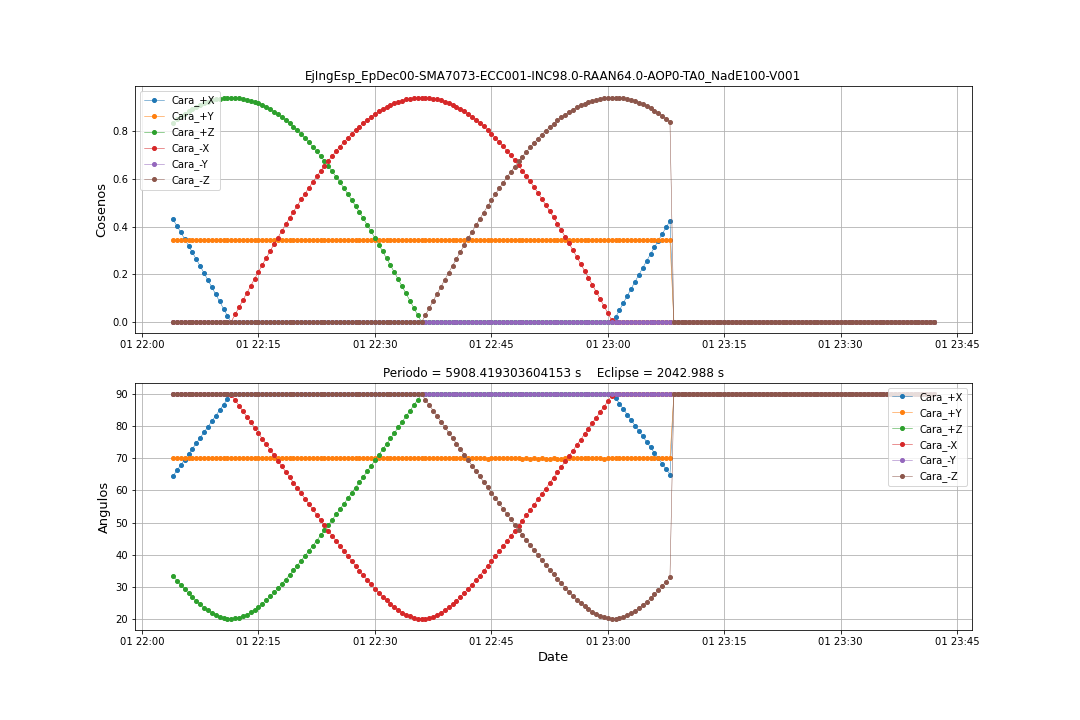 EjIngEsp_EpDec00-SMA7073-ECC001-INC98.0-RAAN64.0-AOP0-TA0_NadE100-V001
Cosenos
0.8
0.6
0.4
0.2
0.0
Cara_+X
Cara_+Y
Cara_+Z
Cara_-X
Cara_-Y
Cara_-Z
01 22:00 01 22:15 01 22:30 01 22:45 01 23:00 01 23:15 01 23:30 01 23:45
Periodo = 5908.419303604153 s Eclipse = 2042.988 s
Angulos
90
80
70
60
50
40
30
20
Cara_+X
Cara_+Y
Cara_+Z
Cara_-X
Cara_-Y
Cara_-Z
01 22:00 01 22:15 01 22:30 01 22:45 01 23:00 01 23:15 01 23:30 01 23:45
Date